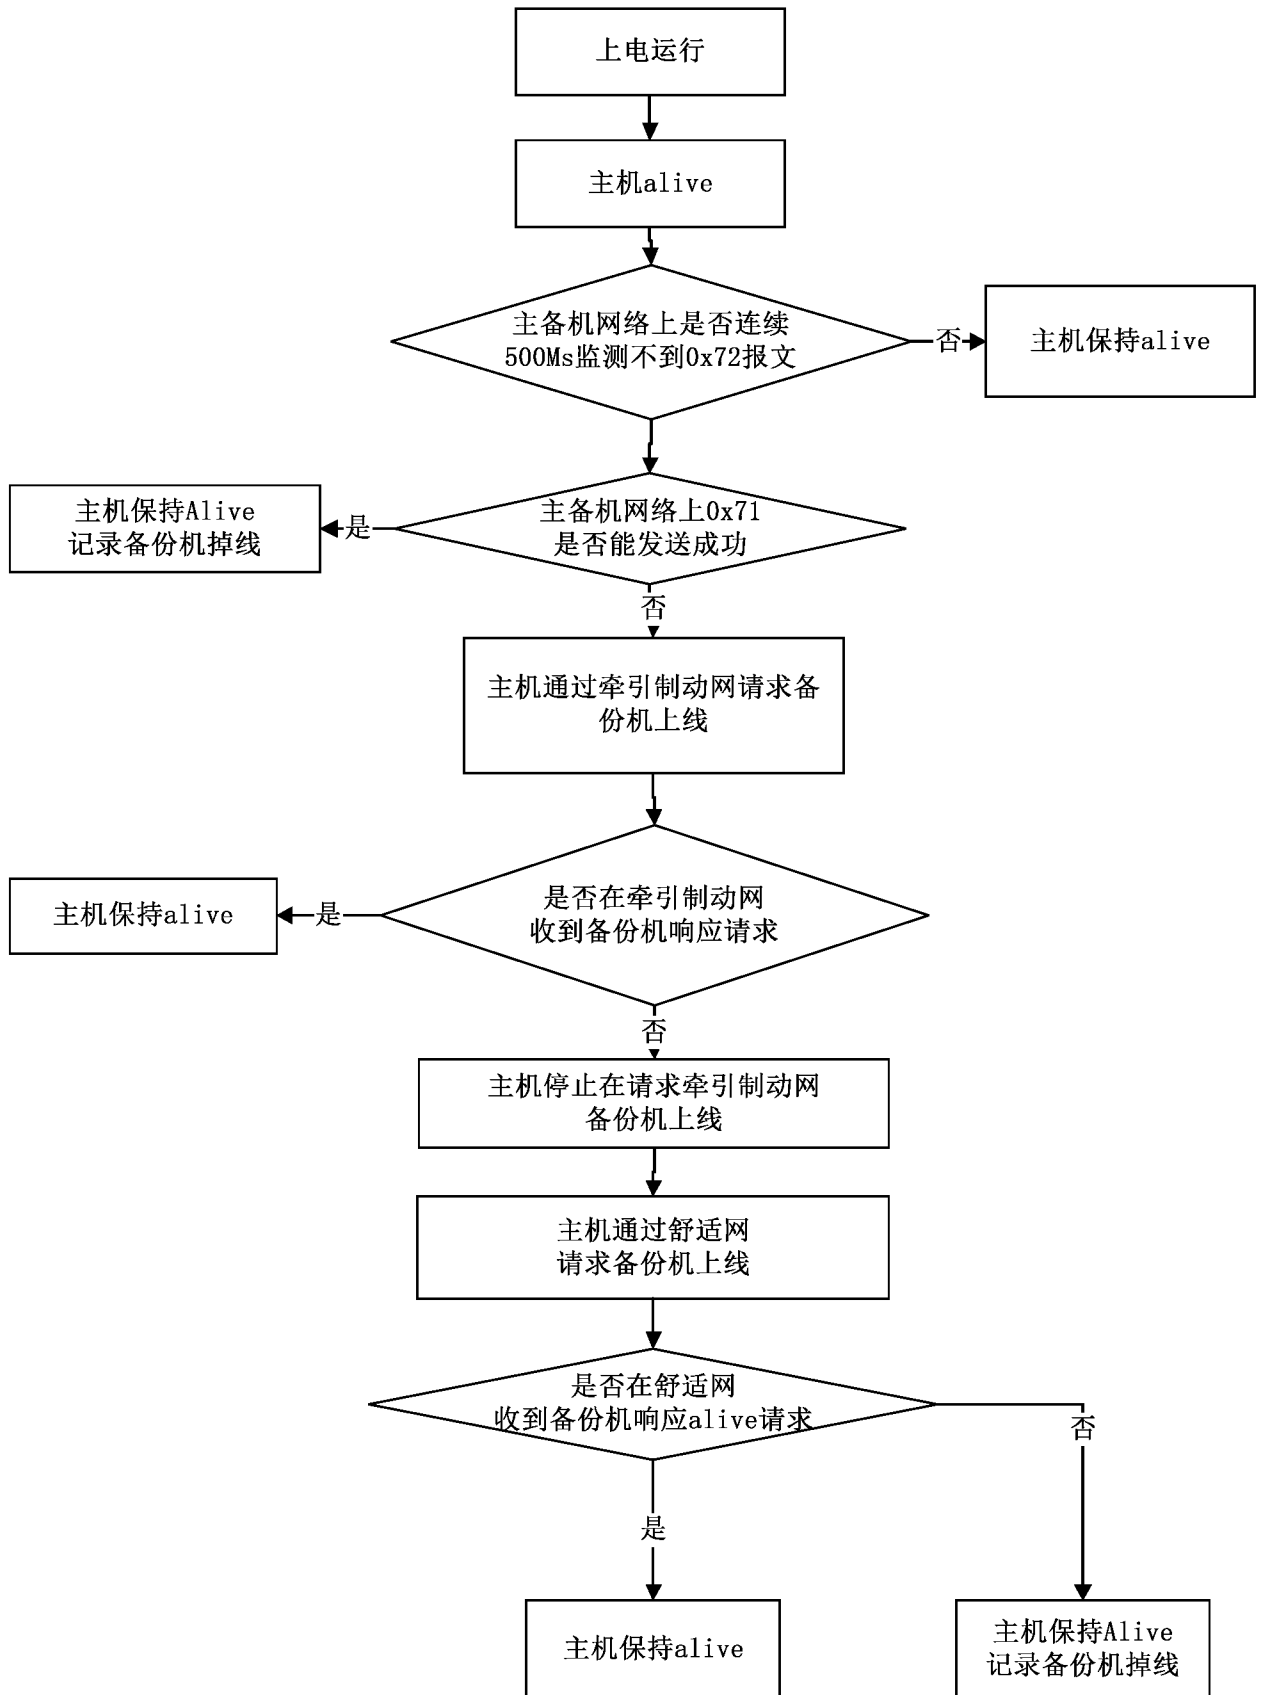 上电运行
主机alive
主备机网络上是否连续
500Ms监测不到0x72报文
否
主机保持alive
主机保持Alive
记录备份机掉线
是
主备机网络上0x71
是否能发送成功
否
主机通过牵引制动网请求备
份机上线
主机保持alive
是
是否在牵引制动网
收到备份机响应请求
否
主机停止在请求牵引制动网
备份机上线
主机通过舒适网
请求备份机上线
是否在舒适网
收到备份机响应alive请求
否
是
主机保持alive
主机保持Alive
记录备份机掉线